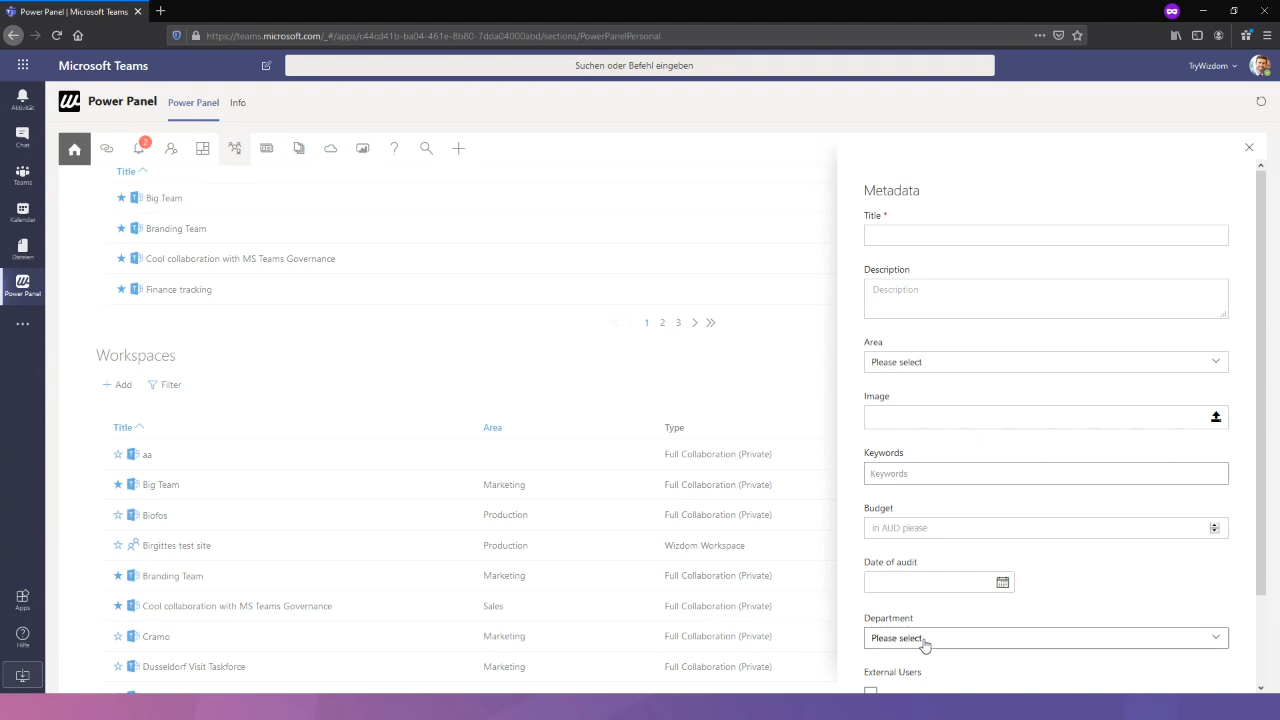 Power Panel | Microsoft Teams
https://teams.microsoft.com/_#/apps/c44cd41b-ba04-461e-8b80-7dda04000abd/sections/PowerPanelPersonal
Microsoft Teams
Suchen oder Befehl eingeben
TryWizdom
Aktivität
Chat
Teams
Kalender
Dateien
Power Panel
Apps
Hilfe
Power Panel
Power Panel
Info
2
Title
Big Team
Branding Team
Cool collaboration with MS Teams Governance
Finance tracking
1 2 3
Workspaces
Add
Filter
Title Area Type
aa Full Collaboration (Private)
Big Team Marketing Full Collaboration (Private)
Biofos Production Full Collaboration (Private)
Birgittes test site Production Wizdom Workspace
Branding Team Marketing Full Collaboration (Private)
Cool collaboration with MS Teams Governance Sales Full Collaboration (Private)
Cramo Marketing Full Collaboration (Private)
Dusseldorf Visit Taskforce Marketing Full Collaboration (Private)
Metadata
Title *
Description
Description
Area
Please select
Image
Keywords
Keywords
Budget
in AUD please
Date of audit
Department
Please select
External Users